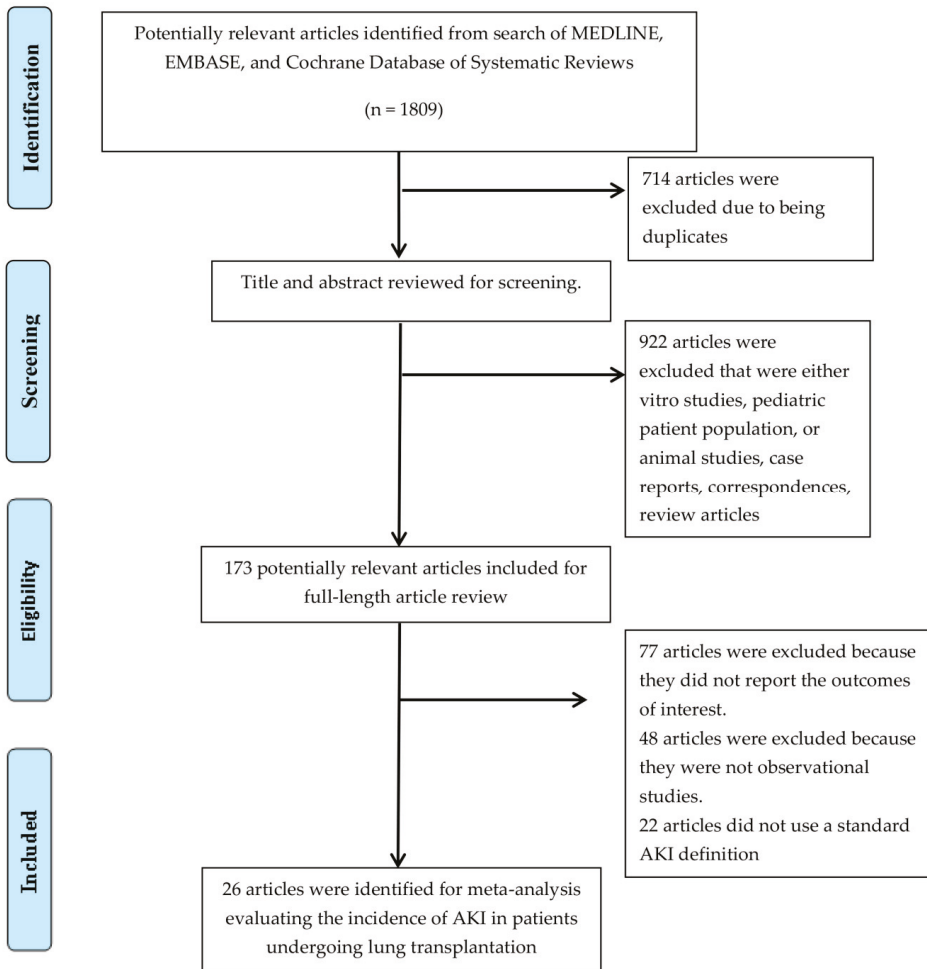 Identification
Potentially relevant articles identified from search of MEDLINE,
EMBASE, and Cochrane Database of Systematic Reviews
(n = 1809)
714 articles were
excluded due to being
duplicates
Screening
Title and abstract reviewed for screening.
922 articles were
excluded that were either
vitro studies, pediatric
patient population, or
animal studies, case
reports, correspondences,
review articles
Eligibility
173 potentially relevant articles included for
full-length article review
77 articles were excluded because
they did not report the outcomes
of interest.
48 articles were excluded because
they were not observational
studies.
22 articles did not use a standard
AKI definition
Included
26 articles were identified for meta-analysis
evaluating the incidence of AKI in patients
undergoing lung transplantation